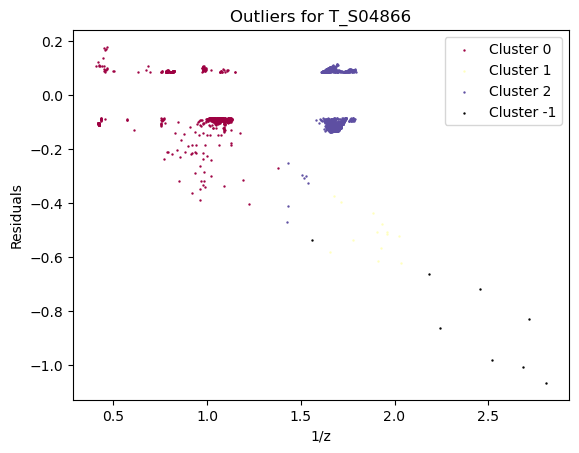 Outliers for T_S04866
Cluster 0
Cluster 1
Cluster 2
Cluster -1
0.2
0.0
−0.2
−0.4
−0.6
−0.8
−1.0
Residuals
0.5
1.0
1.5
2.0
2.5
1/z